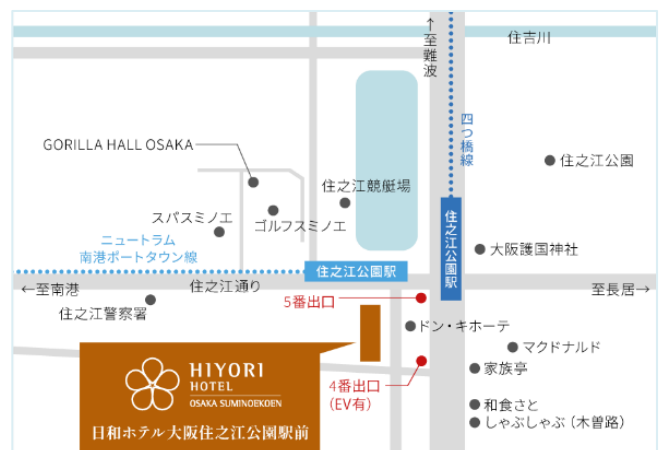 ↑至難波
住吉川
四つ橋線
GORILLA HALL OSAKA
住之江公園
住之江競艇場
スパスミノエ
ゴルフスミノエ
ニュートラム
南港ポートタウン線
住之江公園駅
住之江公園駅
大阪護国神社
←至南港
住之江通り
至長居→
5番出口
住之江警察署
ドン・キホーテ
マクドナルド
家族亭
4番出口
(EV有)
和食さと
しゃぶしゃぶ(木曽路)
HIYORI
HOTEL
OSAKA SUMINOEKOEN
日和ホテル大阪住之江公園駅前